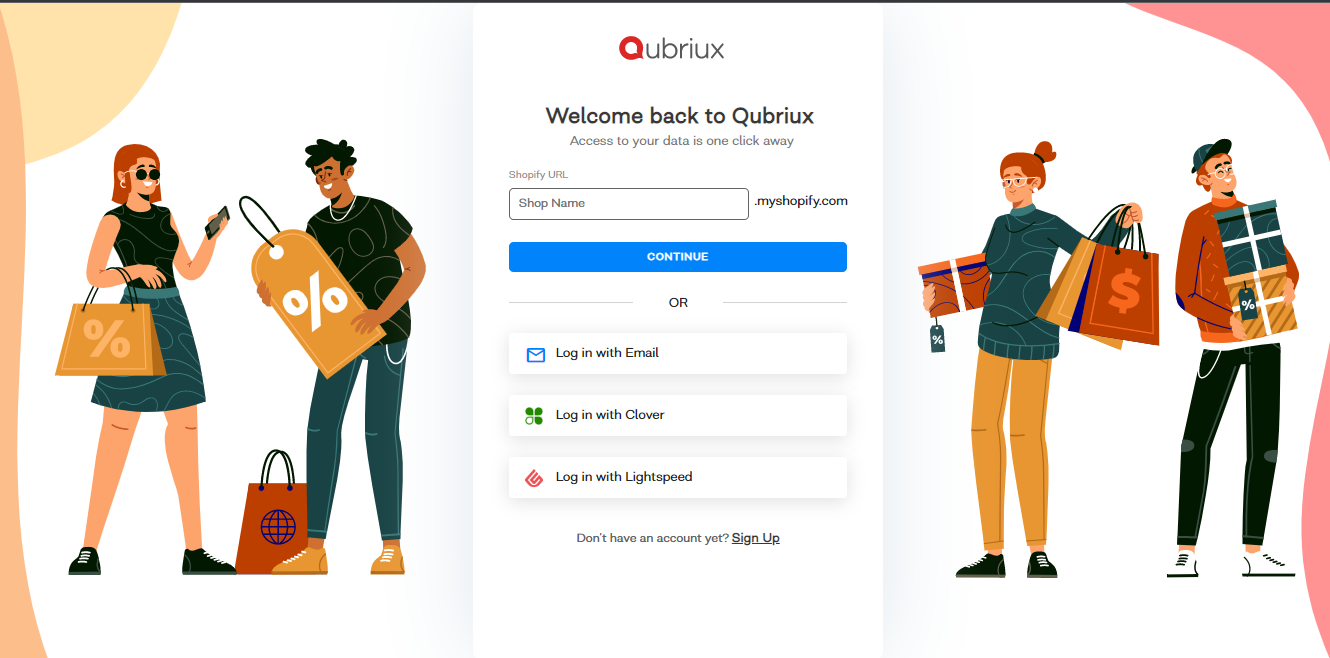 Qubriux
Welcome back to Qubriux
Access to your data is one click away
Shopify URL
Shop Name .myshopify.com
CONTINUE
OR
Log in with Email
Log in with Clover
Log in with Lightspeed
Don't have an account yet? Sign Up
%
%
%
$
%